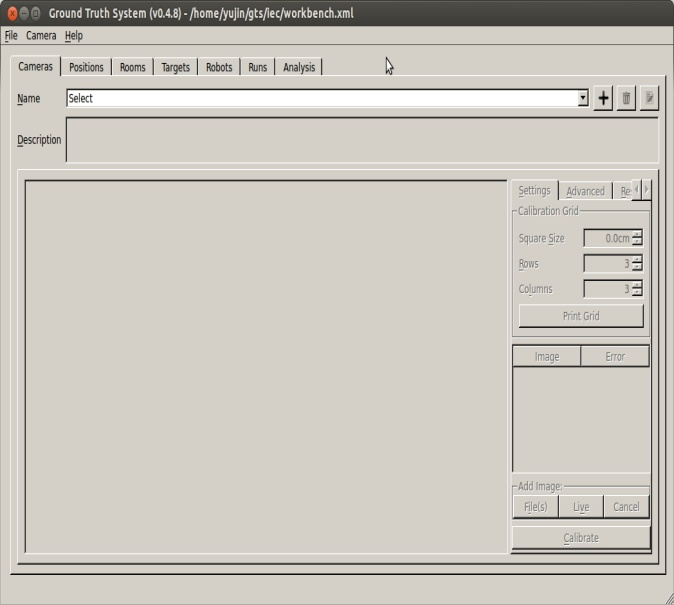 Ground Truth System (v0.4.8) - /home/yujin/gts/iec/workbench.xml
File Camera Help
Cameras Positions Rooms Targets Robots Runs Analysis
Name Select
Description
Settings Advanced Re
Calibration Grid
Square Size 0.0cm
Rows 3
Columns 3
Print Grid
Image Error
Add Image:
File(s) Live Cancel
Calibrate